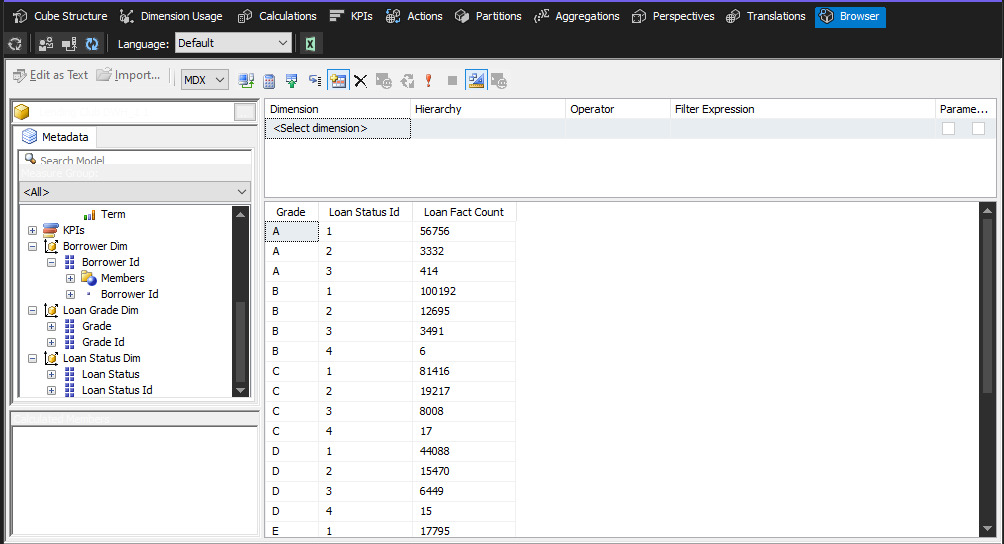 Cube Structure Dimension Usage Calculations KPIs Actions Partitions Aggregations Perspectives Translations Browser
Language: Default
Edit as Text Import... MDX
Metadata
Search Model
Measure Group:
<All>
Term
KPIs
Borrower Dim
Borrower Id
Members
Borrower Id
Loan Grade Dim
Grade
Grade Id
Loan Status Dim
Loan Status
Loan Status Id
Calculated Members
Dimension Hierarchy Operator Filter Expression Parame...
<Select dimension>
Grade Loan Status Id Loan Fact Count
A 1 56756
A 2 3332
A 3 414
B 1 100192
B 2 12695
B 3 3491
B 4 6
C 1 81416
C 2 19217
C 3 8008
C 4 17
D 1 44088
D 2 15470
D 3 6449
D 4 15
E 1 17795